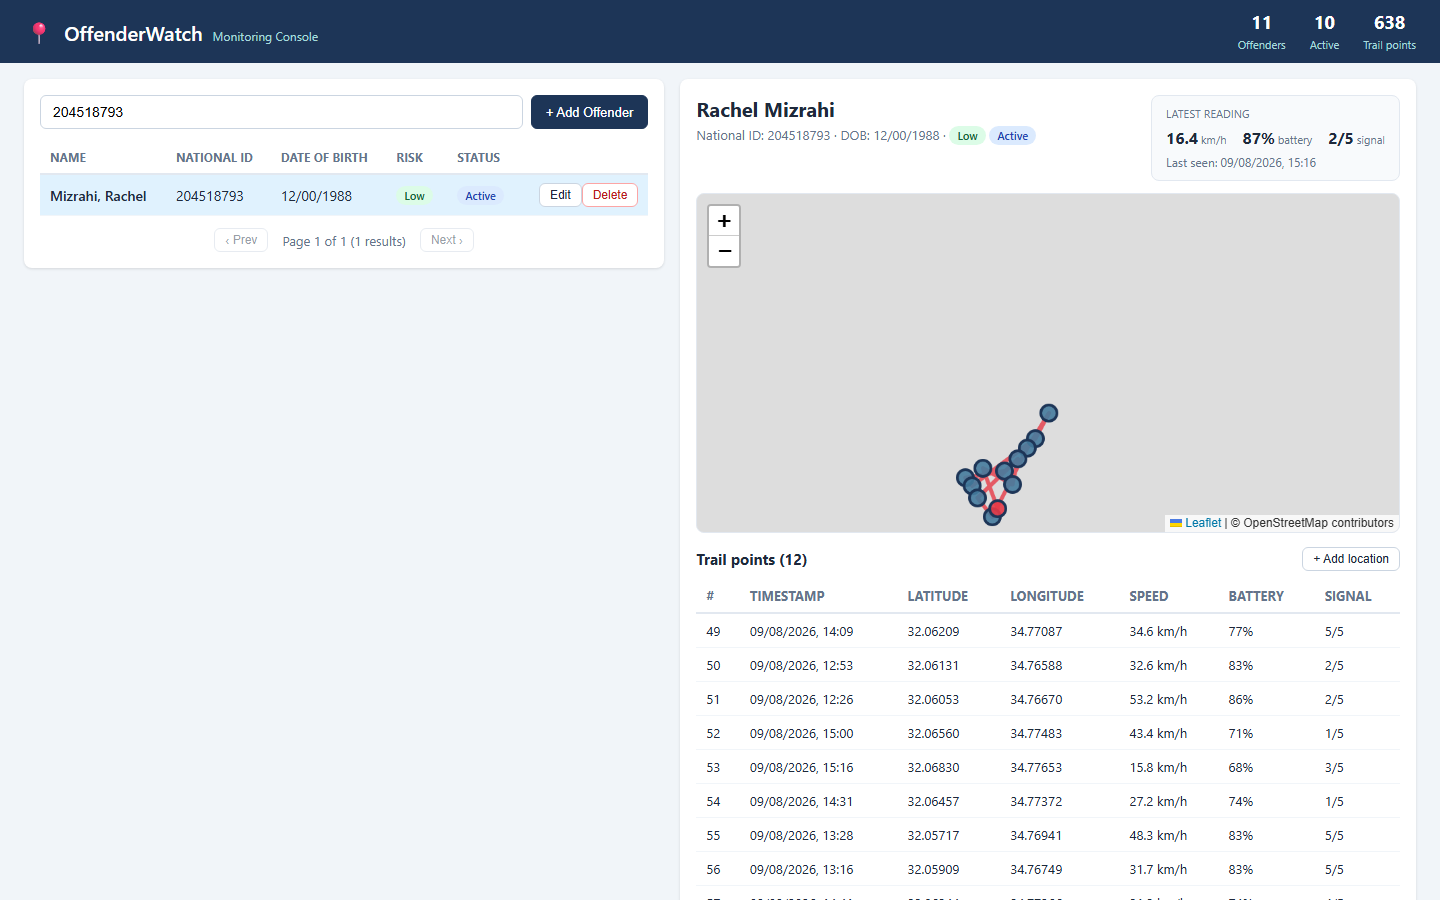 OffenderWatch Monitoring Console
11 10 638
Offenders Active Trail points
204518793
+ Add Offender
NAME NATIONAL ID DATE OF BIRTH RISK STATUS
Mizrahi, Rachel 204518793 12/00/1988 Low Active Edit Delete
‹ Prev Page 1 of 1 (1 results) Next ›
Rachel Mizrahi
National ID: 204518793 · DOB: 12/00/1988 · Low Active
LATEST READING
16.4 km/h 87% battery 2/5 signal
Last seen: 09/08/2026, 15:16
+
−
Leaflet | © OpenStreetMap contributors
Trail points (12)
+ Add location
# TIMESTAMP LATITUDE LONGITUDE SPEED BATTERY SIGNAL
49 09/08/2026, 14:09 32.06209 34.77087 34.6 km/h 77% 5/5
50 09/08/2026, 12:53 32.06131 34.76588 32.6 km/h 83% 2/5
51 09/08/2026, 12:26 32.06053 34.76670 53.2 km/h 86% 2/5
52 09/08/2026, 15:00 32.06560 34.77483 43.4 km/h 71% 1/5
53 09/08/2026, 15:16 32.06830 34.77653 15.8 km/h 68% 3/5
54 09/08/2026, 14:31 32.06457 34.77372 27.2 km/h 74% 1/5
55 09/08/2026, 13:28 32.05717 34.76941 48.3 km/h 83% 5/5
56 09/08/2026, 13:16 32.05909 34.76749 31.7 km/h 83% 5/5